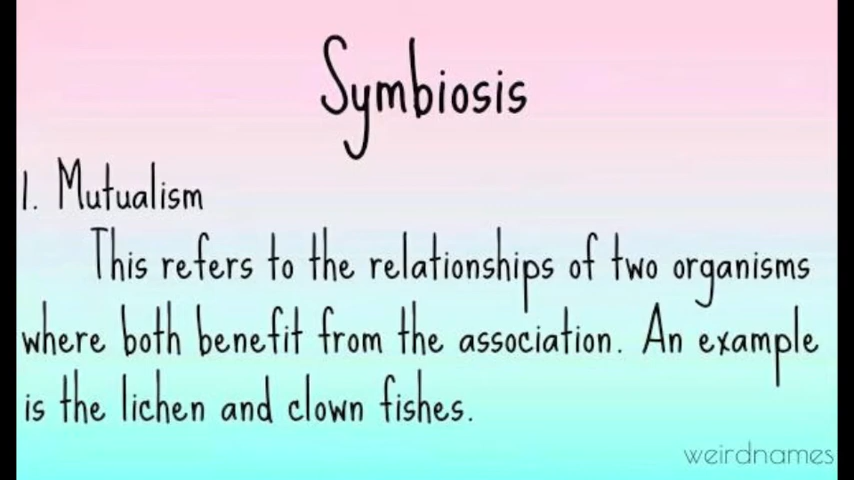 Symbiosis
1. Mutualism
This refers to the relationships of two organisms
where both benefit from the association. An example
is the lichen and clown fishes.
weirdnames